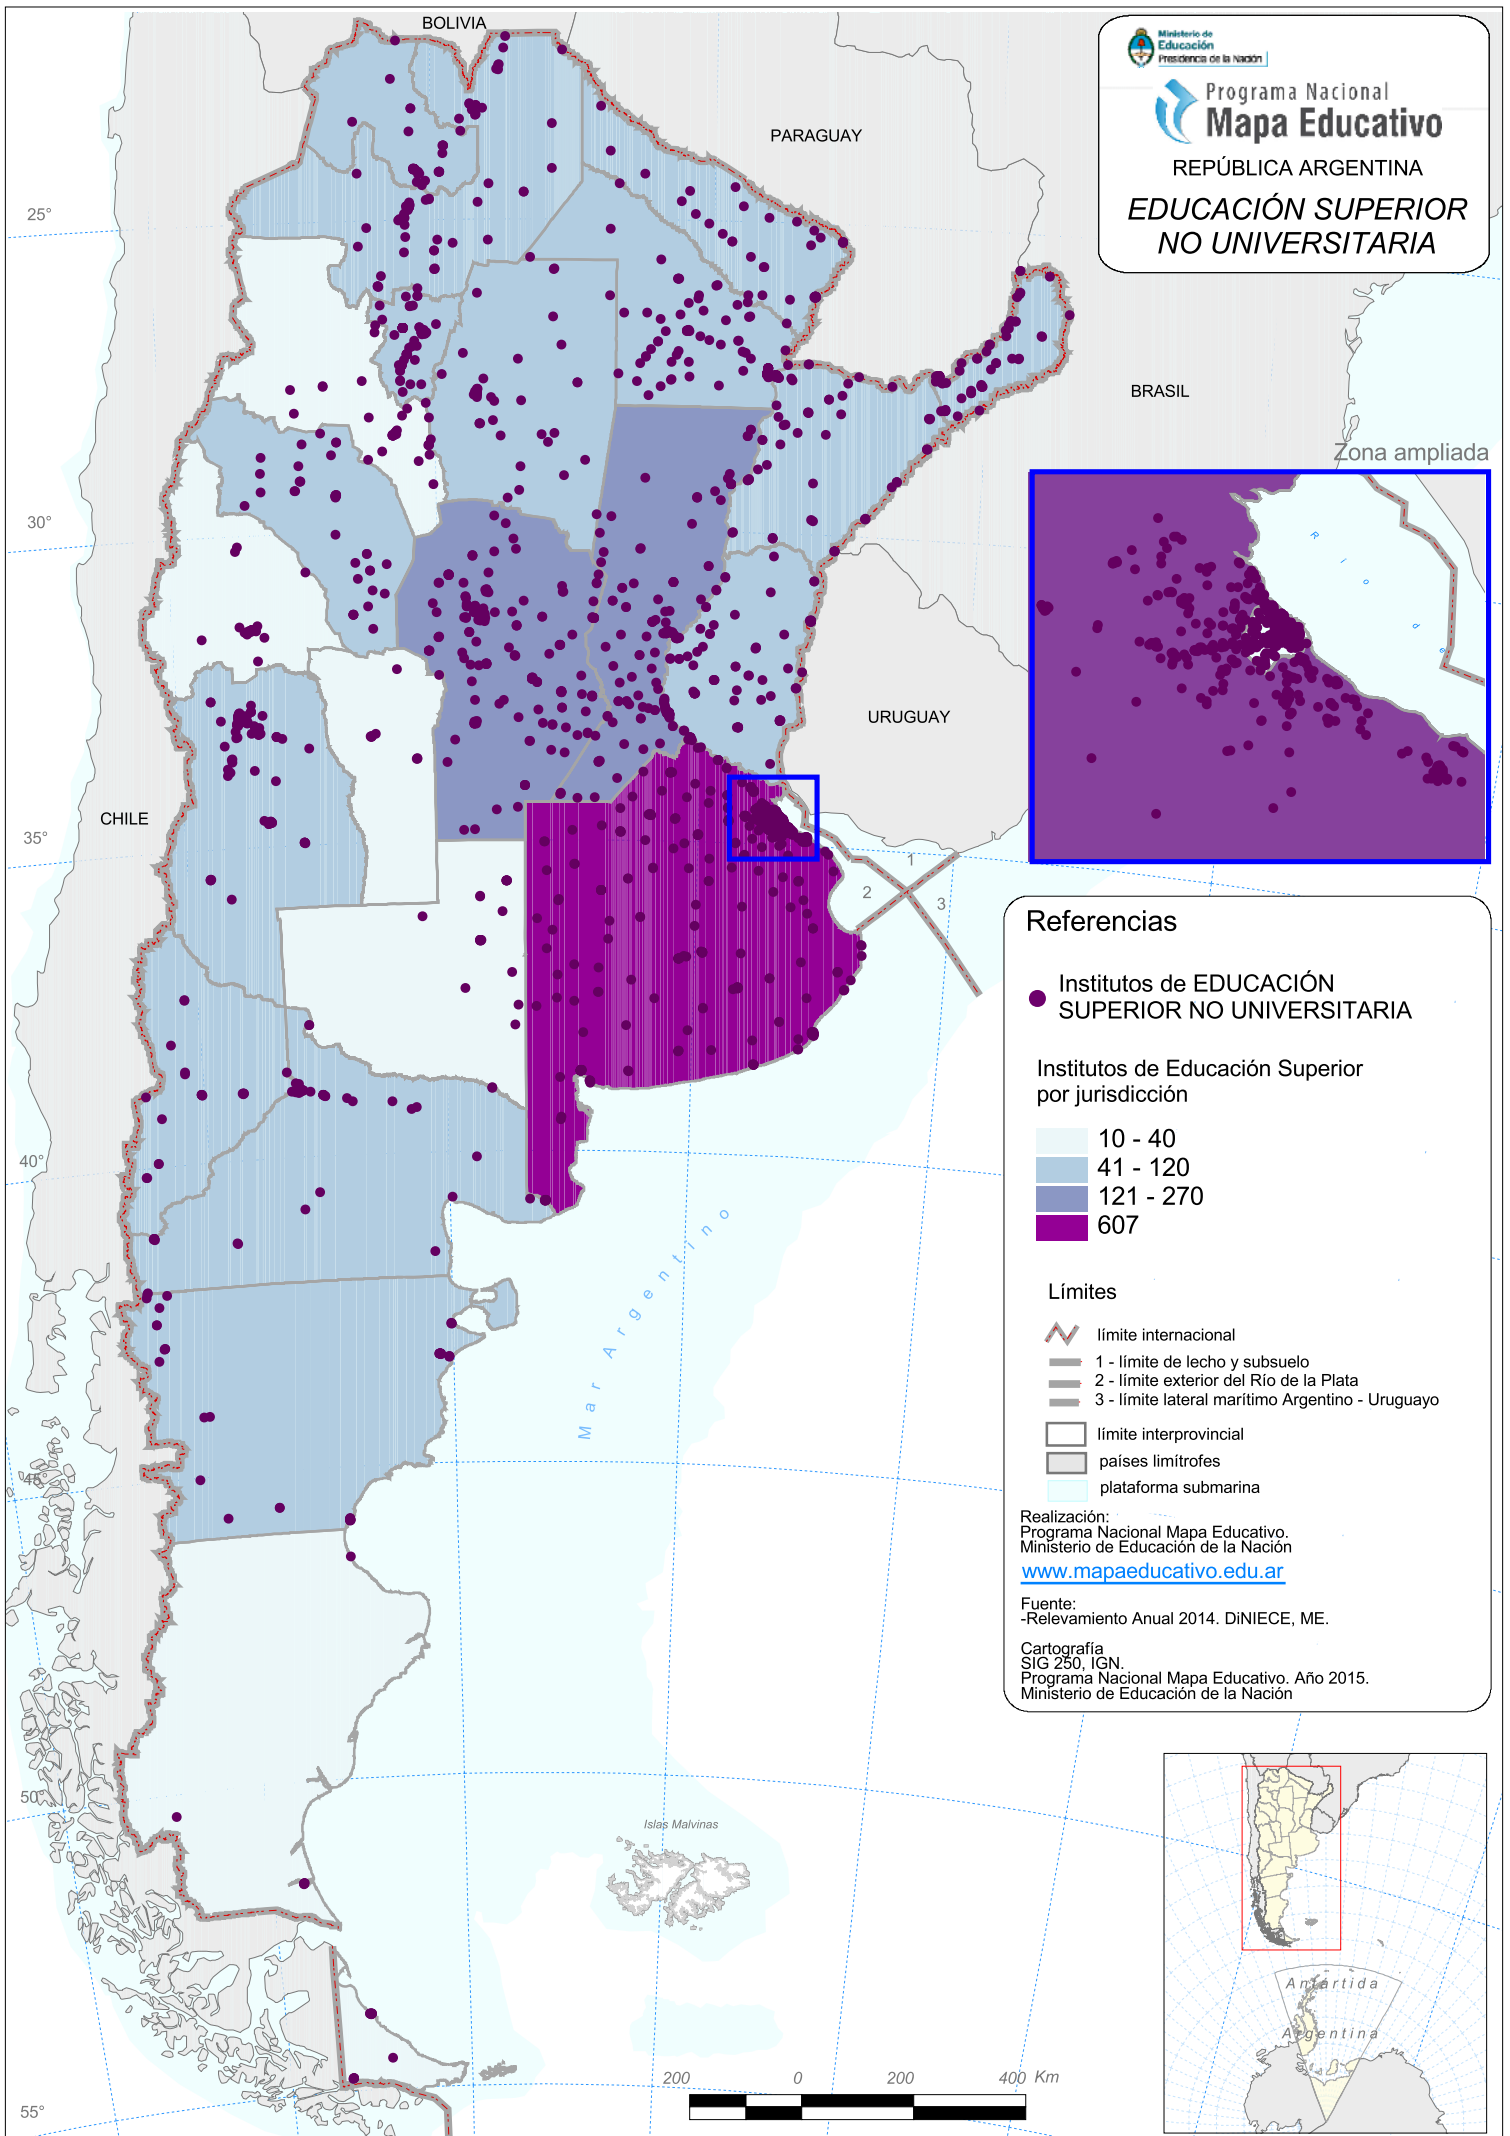 BOLIVIA
Ministerio de
Educación
Presidencia de la Nación
Programa Nacional
Mapa Educativo
REPÚBLICA ARGENTINA
EDUCACIÓN SUPERIOR
NO UNIVERSITARIA
PARAGUAY
25°
BRASIL
Zona ampliada
30°
R
í
o
d
e
URUGUAY
CHILE
35°
1
2
3
Referencias
Institutos de EDUCACIÓN
SUPERIOR NO UNIVERSITARIA
Institutos de Educación Superior
por jurisdicción
10 - 40
41 - 120
121 - 270
607
40°
Mar Argentino
Límites
límite internacional
1 - límite de lecho y subsuelo
2 - límite exterior del Río de la Plata
3 - límite lateral marítimo Argentino - Uruguayo
límite interprovincial
países limítrofes
plataforma submarina
45°
Realización:
Programa Nacional Mapa Educativo.
Ministerio de Educación de la Nación
www.mapaeducativo.edu.ar
Fuente:
-Relevamiento Anual 2014. DiNIECE, ME.
Cartografía
SIG 250, IGN.
Programa Nacional Mapa Educativo. Año 2015.
Ministerio de Educación de la Nación
50°
Islas Malvinas
Antártida
Argentina
200 0 200 400 Km
55°